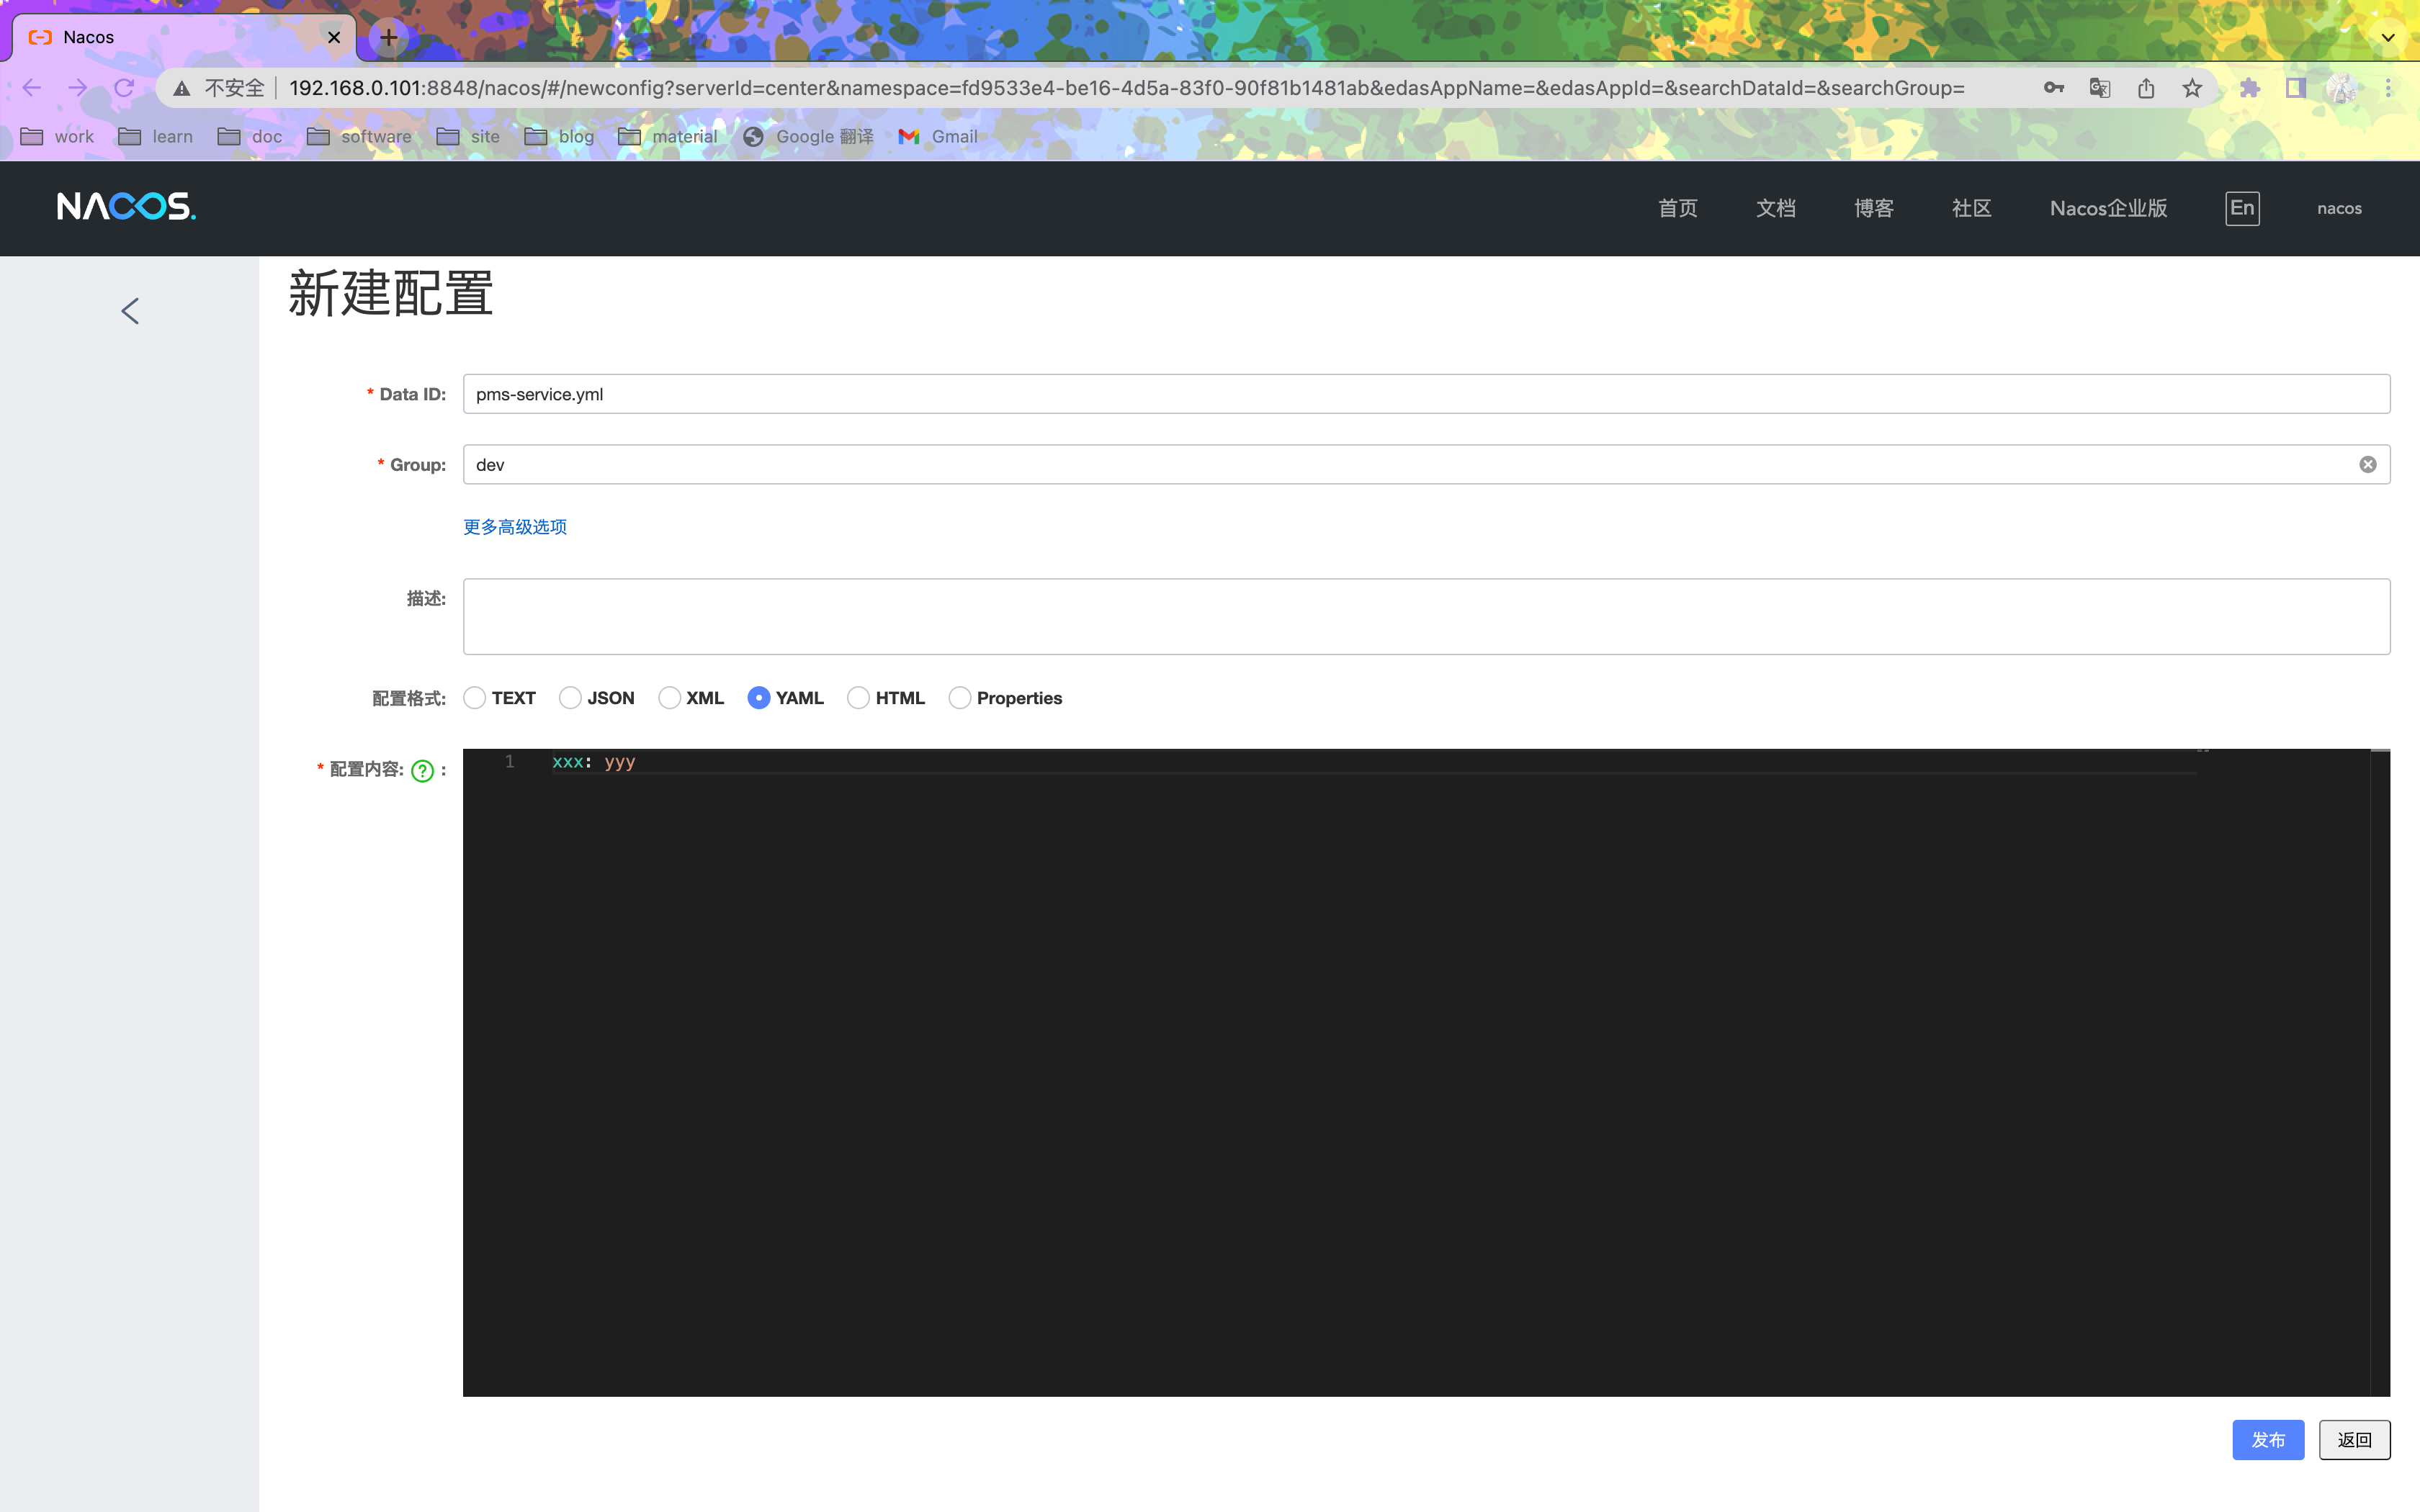 Nacos
不安全 192.168.0.101:8848/nacos/#/newconfig?serverId=center&namespace=fd9533e4-be16-4d5a-83f0-90f81b1481ab&edasAppName=&edasAppId=&searchDataId=&searchGroup=
work learn doc software site blog material Google 翻译 Gmail
NACOS. 首页 文档 博客 社区 Nacos企业版 En nacos
新建配置
* Data ID: pms-service.yml
* Group: dev
更多高级选项
描述:
配置格式: TEXT JSON XML YAML HTML Properties
* 配置内容: ? : 1 xxx: yyy
发布 返回